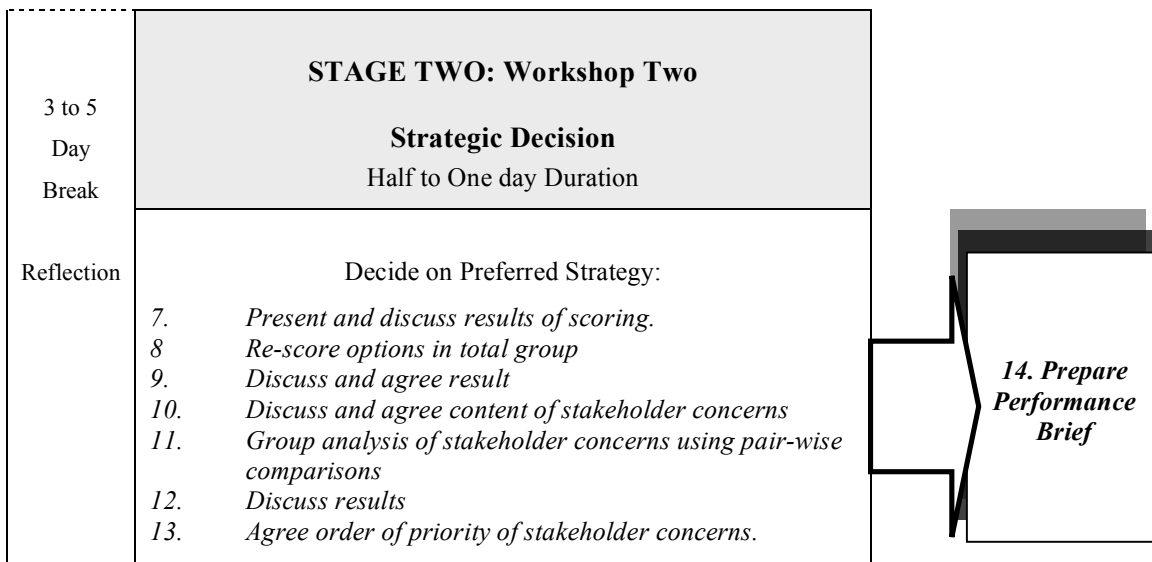 3 to 5
Day
Break
Reflection
STAGE TWO: Workshop Two
Strategic Decision
Half to One day Duration
Decide on Preferred Strategy:
7. Present and discuss results of scoring.
8 Re-score options in total group
9. Discuss and agree result
10. Discuss and agree content of stakeholder concerns
11. Group analysis of stakeholder concerns using pair-wise
comparisons
12. Discuss results
13. Agree order of priority of stakeholder concerns.
14. Prepare
Performance
Brief